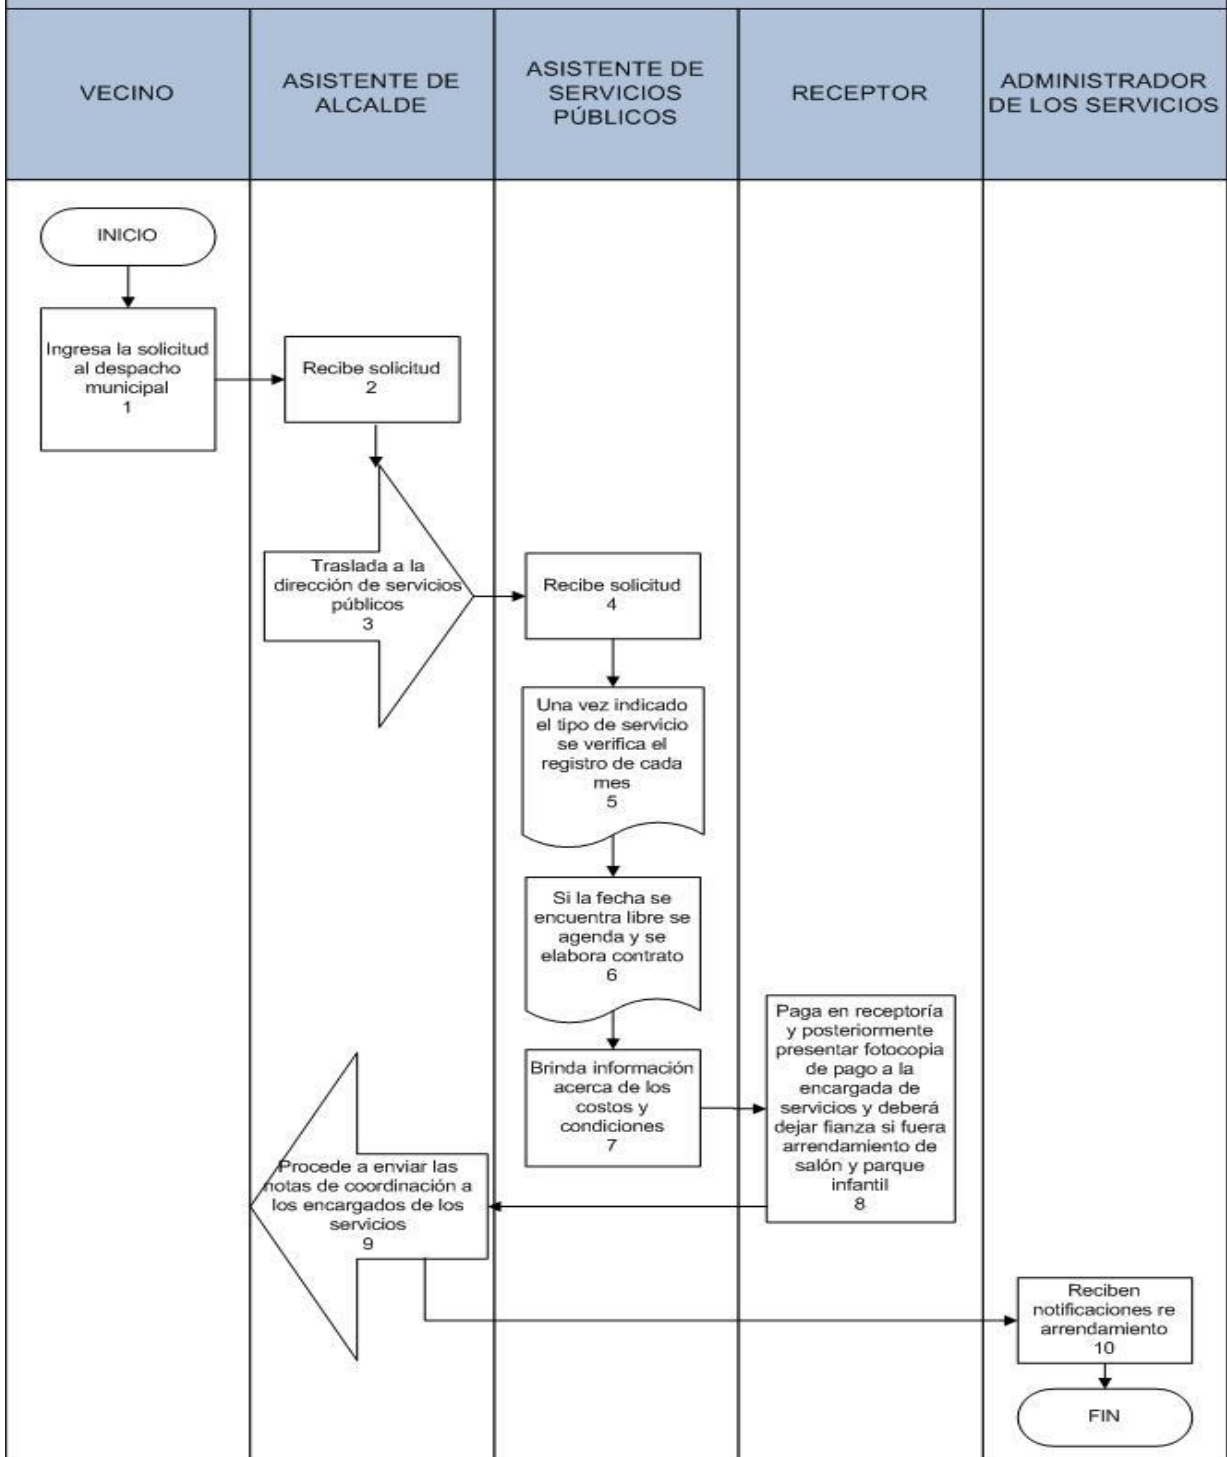 VECINO
ASISTENTE DE
ALCALDE
ASISTENTE DE
SERVICIOS
PÚBLICOS
RECEPTOR
ADMINISTRADOR
DE LOS SERVICIOS
INICIO
Ingresa la solicitud
al despacho
municipal
1
Recibe solicitud
2
Traslada a la
dirección de servicios
públicos
3
Recibe solicitud
4
Una vez indicado
el tipo de servicio
se verifica el
registro de cada
mes
5
Si la fecha se
encuentra libre se
agenda y se
elabora contrato
6
Brinda información
acerca de los
costos y
condiciones
7
Paga en receptoría
y posteriormente
presentar fotocopia
de pago a la
encargada de
servicios y deberá
dejar fianza si fuera
arrendamiento de
salón y parque
infantil
8
Procede a enviar las
notas de coordinación a
los encargados de los
servicios
9
Reciben
notificaciones re
arrendamiento
10
FIN